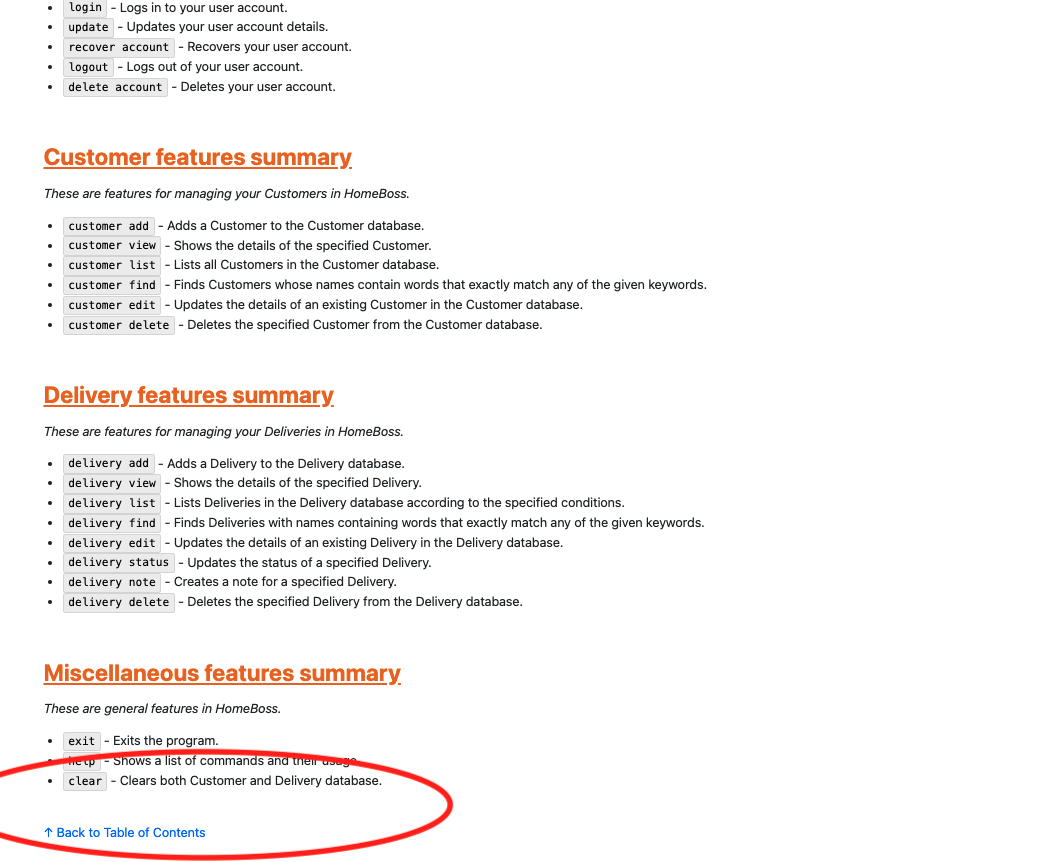 login - Logs in to your user account.
update - Updates your user account details.
recover account - Recovers your user account.
logout - Logs out of your user account.
delete account - Deletes your user account.
Customer features summary
These are features for managing your Customers in HomeBoss.
customer add - Adds a Customer to the Customer database.
customer view - Shows the details of the specified Customer.
customer list - Lists all Customers in the Customer database.
customer find - Finds Customers whose names contain words that exactly match any of the given keywords.
customer edit - Updates the details of an existing Customer in the Customer database.
customer delete - Deletes the specified Customer from the Customer database.
Delivery features summary
These are features for managing your Deliveries in HomeBoss.
delivery add - Adds a Delivery to the Delivery database.
delivery view - Shows the details of the specified Delivery.
delivery list - Lists Deliveries in the Delivery database according to the specified conditions.
delivery find - Finds Deliveries with names containing words that exactly match any of the given keywords.
delivery edit - Updates the details of an existing Delivery in the Delivery database.
delivery status - Updates the status of a specified Delivery.
delivery note - Creates a note for a specified Delivery.
delivery delete - Deletes the specified Delivery from the Delivery database.
Miscellaneous features summary
These are general features in HomeBoss.
exit - Exits the program.
help - Shows a list of commands and their usage.
clear - Clears both Customer and Delivery database.
↑ Back to Table of Contents